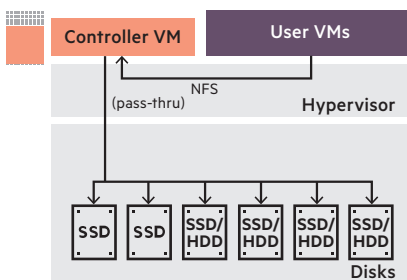 Controller VM
User VMs
NFS
(pass-thru)
Hypervisor
SSD
SSD
SSD/
HDD
SSD/
HDD
SSD/
HDD
SSD/
HDD
Disks